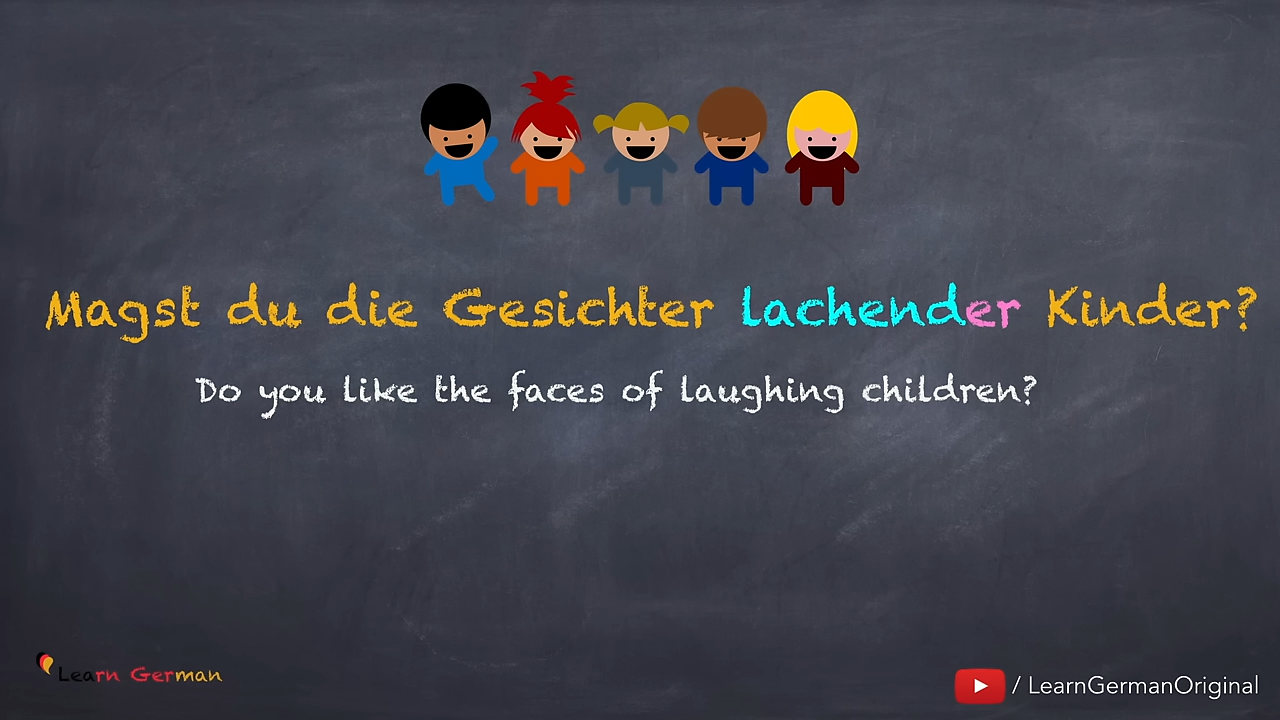 Magst du die Gesichter lachender Kinder?
Do you like the faces of laughing children?
Learn German
/ LearnGermanOriginal